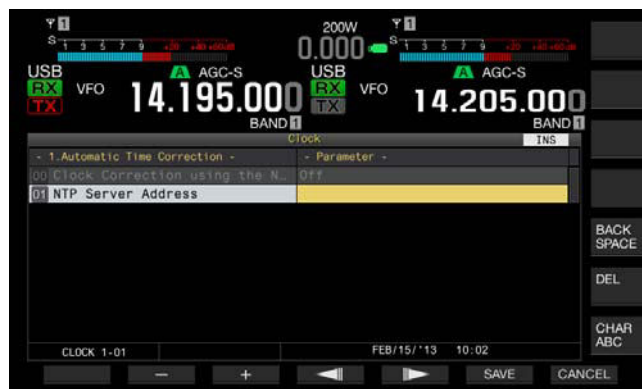 1 200W 1
S 1 3 5 7 9 +20 +40 +60dB 0.000 S 1 3 5 7 9 +20 +40 +60dB
USB A AGC-S USB A AGC-S
RX VFO 14.195.000 RX VFO 14.205.000
TX TX
BAND 1 BAND 1
Clock INS
- 1.Automatic Time Correction - - Parameter -
00 Clock Correction using the N… Off
01 NTP Server Address
BACK
SPACE
DEL
CHAR
ABC
CLOCK 1-01 FEB/15/'13 10:02
− + SAVE CANCEL